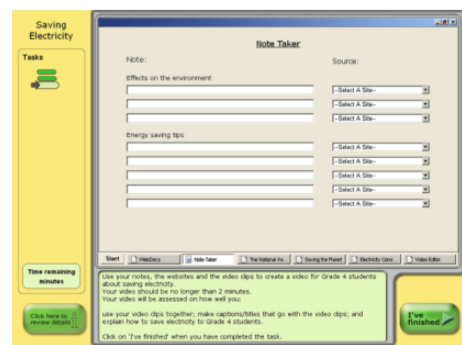 Saving
Electricity
Tasks
Note Taker
Note:
Source:
Effects on the environment
--Select A Site--
--Select A Site--
--Select A Site--
Energy saving tips
--Select A Site--
--Select A Site--
--Select A Site--
--Select A Site--
--Select A Site--
Start
WebDocs
Note Taker
The National As...
Saving the Planet
Electricity Cons...
Video Editor
Time remaining
minutes
Use your notes, the websites and the video clips to create a video for Grade 4 students
about saving electricity.
Your video should be no longer than 2 minutes.
Your video will be assessed on how well you:
use your video clips together; make captions/titles that go with the video clips; and
explain how to save electricity to Grade 4 students.
Click on 'I've finished' when you have completed the task.
Click here to
review details
I've
finished